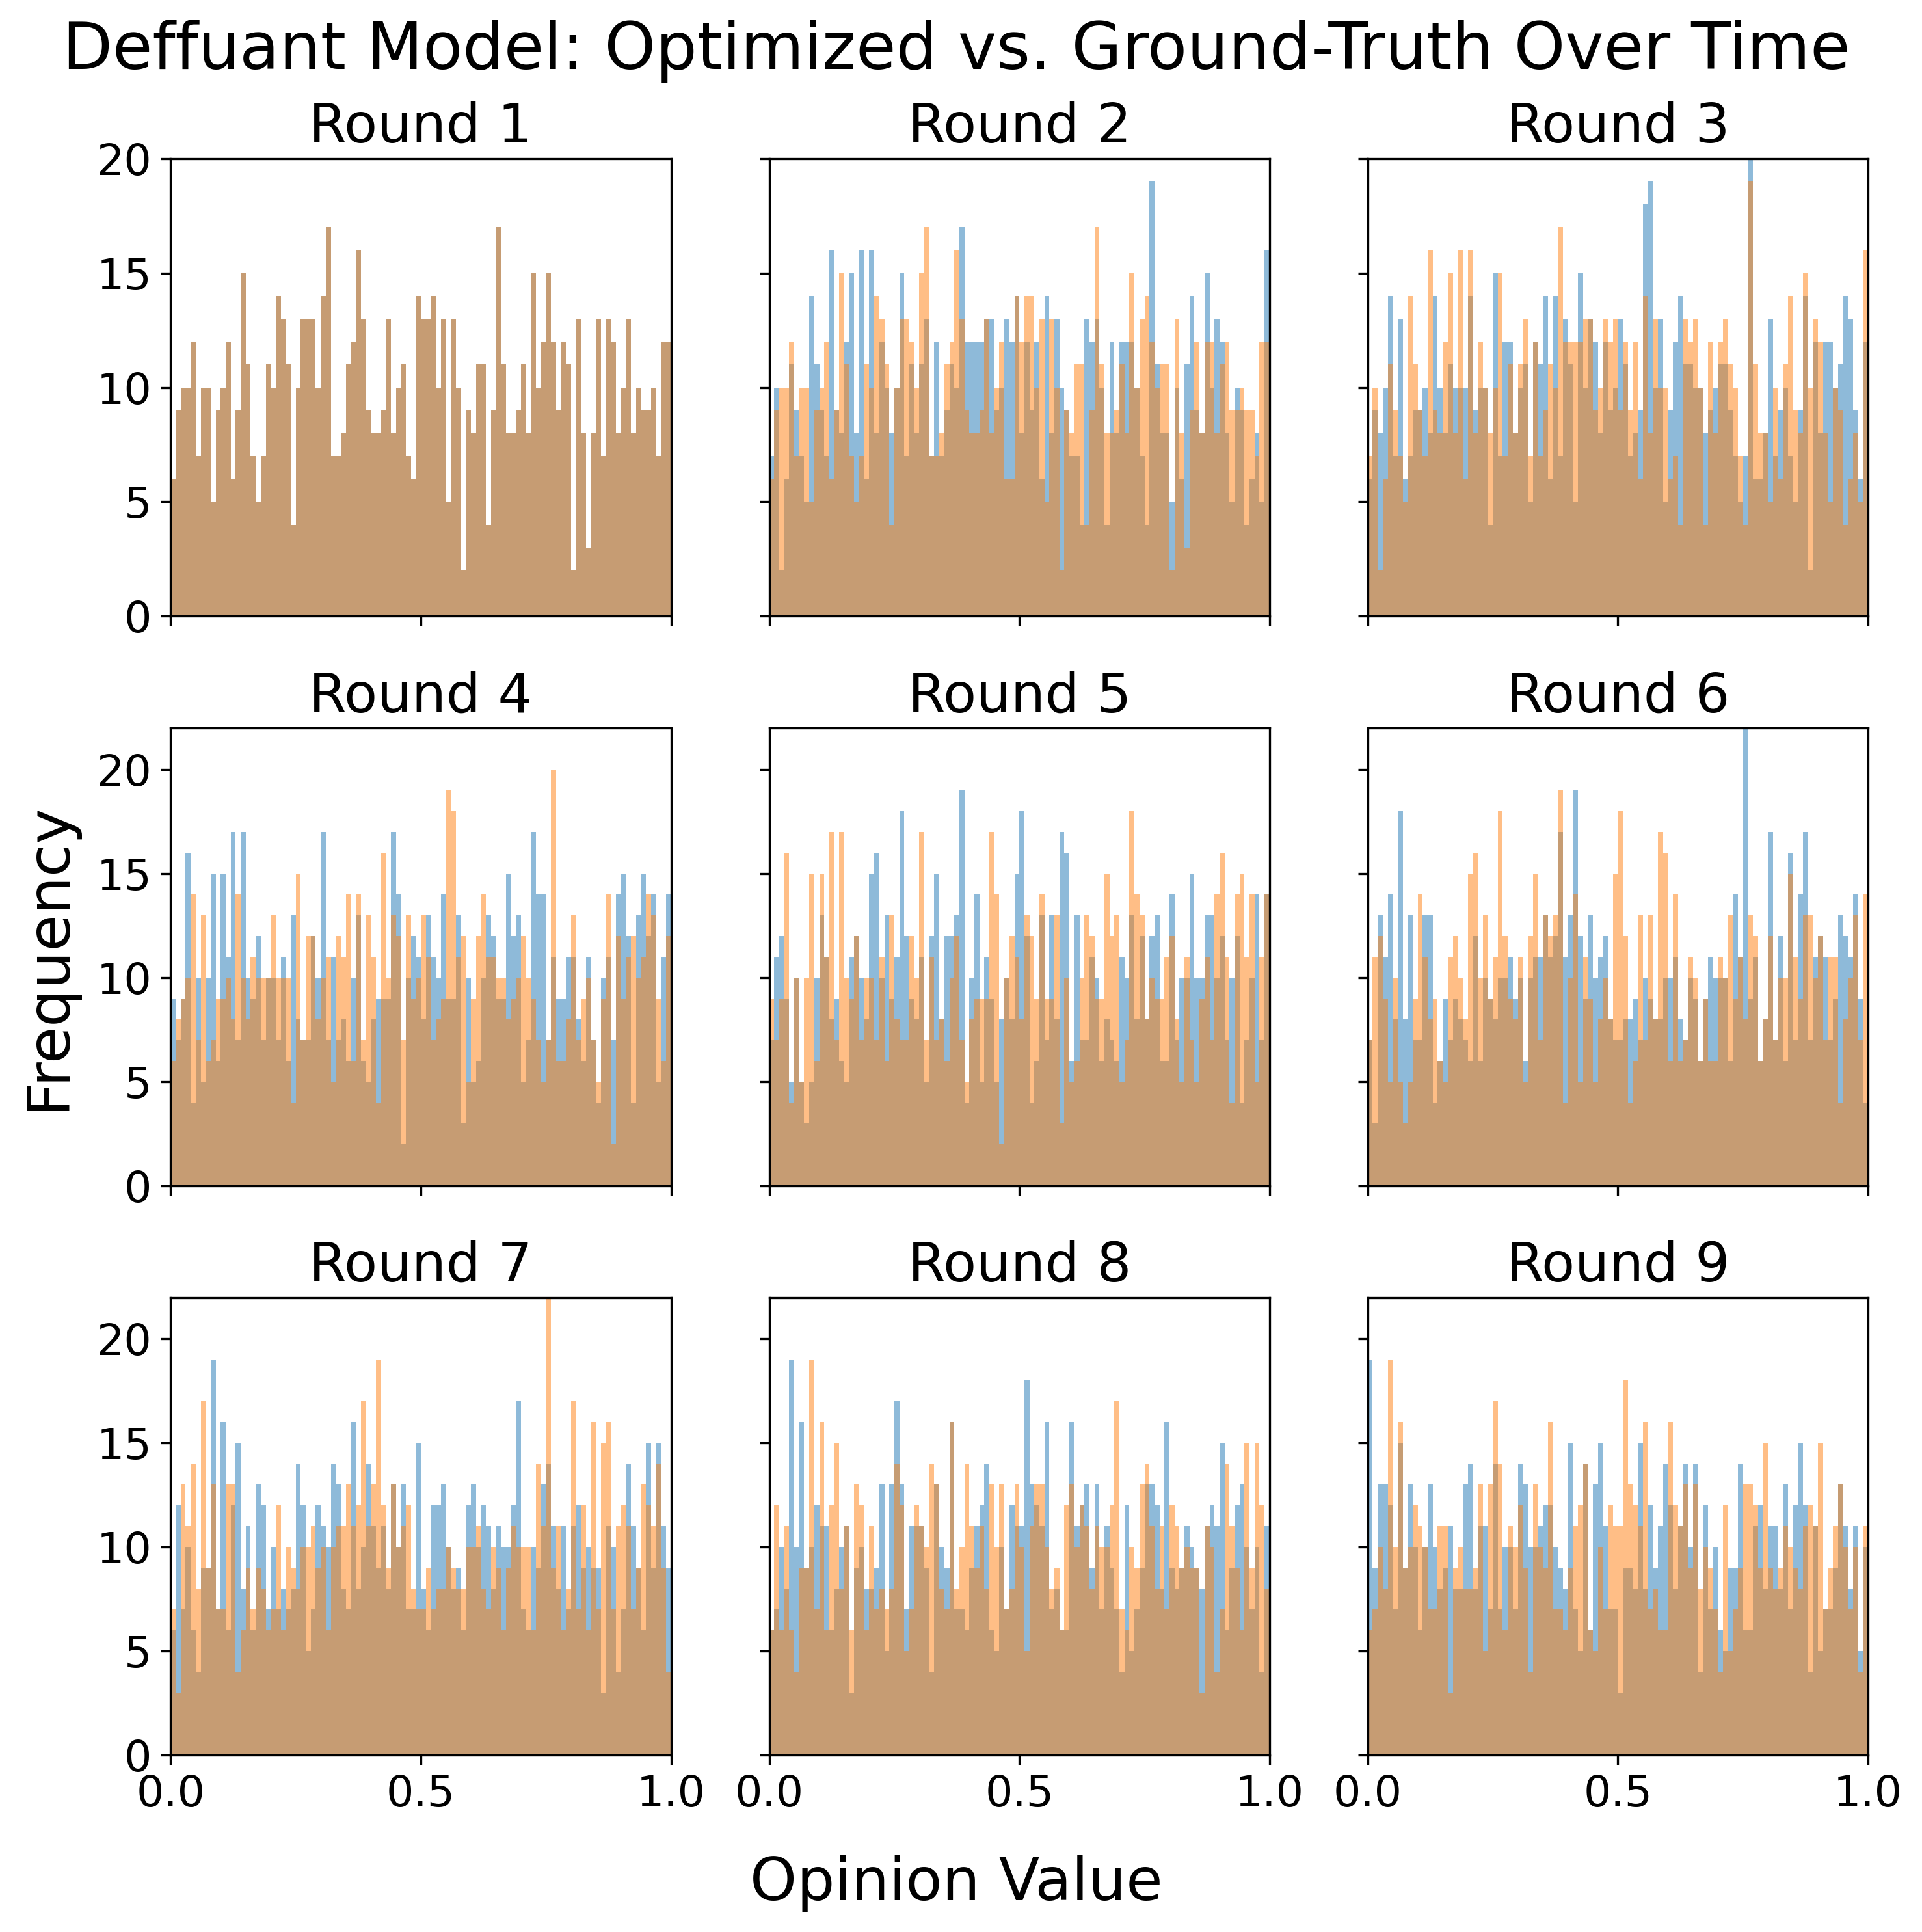 Deffuant Model: Optimized vs. Ground-Truth Over Time
Round 1
Round 2
Round 3
20
15
10
5
0
Round 4
Round 5
Round 6
20
15
10
5
0
Frequency
Round 7
Round 8
Round 9
20
15
10
5
0
0.0 0.5 1.0 0.0 0.5 1.0 0.0 0.5 1.0
Opinion Value